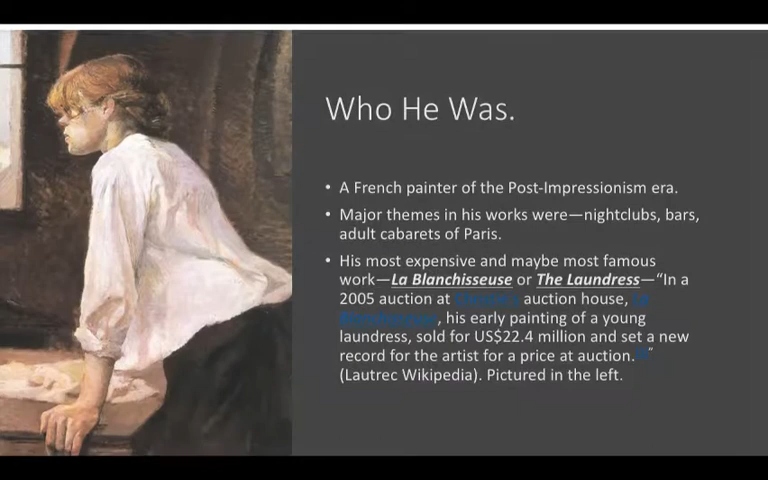 Who He Was.
• A French painter of the Post-Impressionism era.
• Major themes in his works were—nightclubs, bars,
adult cabarets of Paris.
• His most expensive and maybe most famous
work—La Blanchisseuse or The Laundress—“In a
2005 auction at Christie's auction house, La
Blanchisseuse, his early painting of a young
laundress, sold for US$22.4 million and set a new
record for the artist for a price at auction. ”
(Lautrec Wikipedia). Pictured in the left.